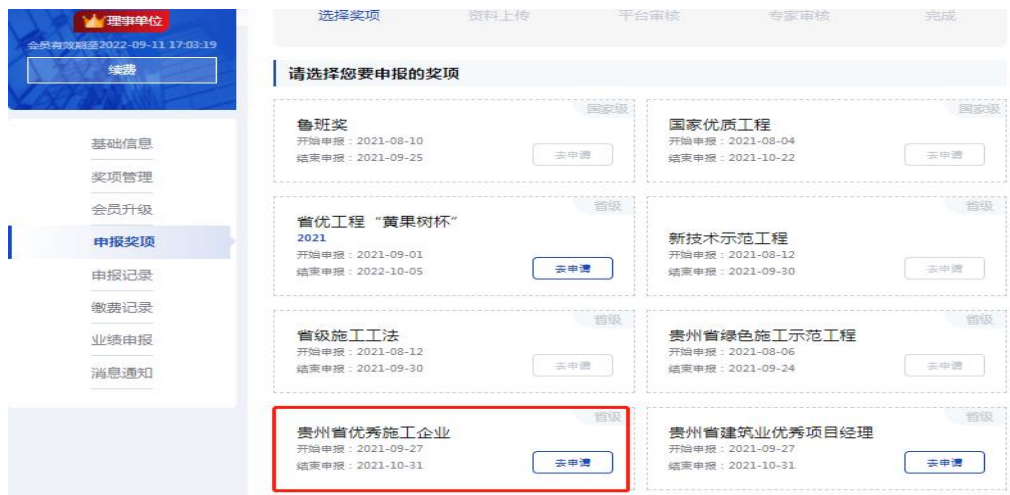 理事单位
会员有效期至2022-09-11 17:03:19
续费
基础信息
奖项管理
会员升级
申报奖项
申报记录
缴费记录
业绩申报
消息通知
选择奖项
资料上传
平台审核
专家审核
完成
请选择您要申报的奖项
国家级
鲁班奖
开始申报：2021-08-10
结束申报：2021-09-25
去申请
国家级
国家优质工程
开始申报：2021-08-04
结束申报：2021-10-22
去申请
省级
省优工程“黄果树杯”
2021
开始申报：2021-09-01
结束申报：2022-10-05
去申请
省级
新技术示范工程
开始申报：2021-08-12
结束申报：2021-09-30
去申请
省级
省级施工工法
开始申报：2021-08-12
结束申报：2021-09-30
去申请
省级
贵州省绿色施工示范工程
开始申报：2021-08-06
结束申报：2021-09-24
去申请
省级
贵州省优秀施工企业
开始申报：2021-09-27
结束申报：2021-10-31
去申请
省级
贵州省建筑业优秀项目经理
开始申报：2021-09-27
结束申报：2021-10-31
去申请